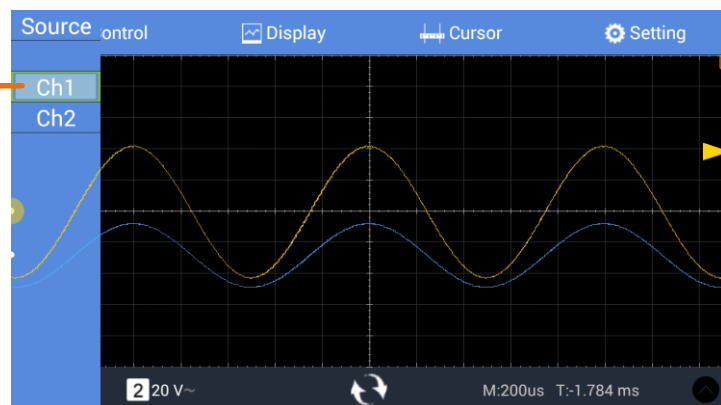 Source ontrol Display Cursor Setting
Ch1
Ch2
2 20 V~ M:200us T:-1.784 ms